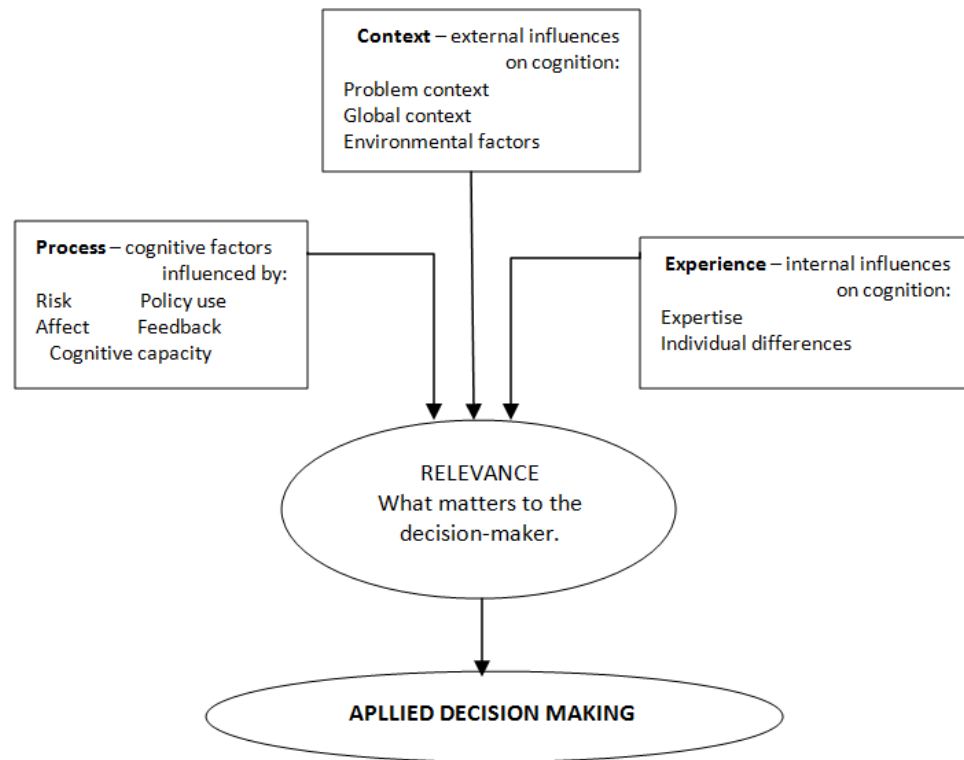 Context – external influences
on cognition:
Problem context
Global context
Environmental factors
Process – cognitive factors
influenced by:
Risk Policy use
Affect Feedback
Cognitive capacity
Experience – internal influences
on cognition:
Expertise
Individual differences
RELEVANCE
What matters to the
decision-maker.
APLLIED DECISION MAKING